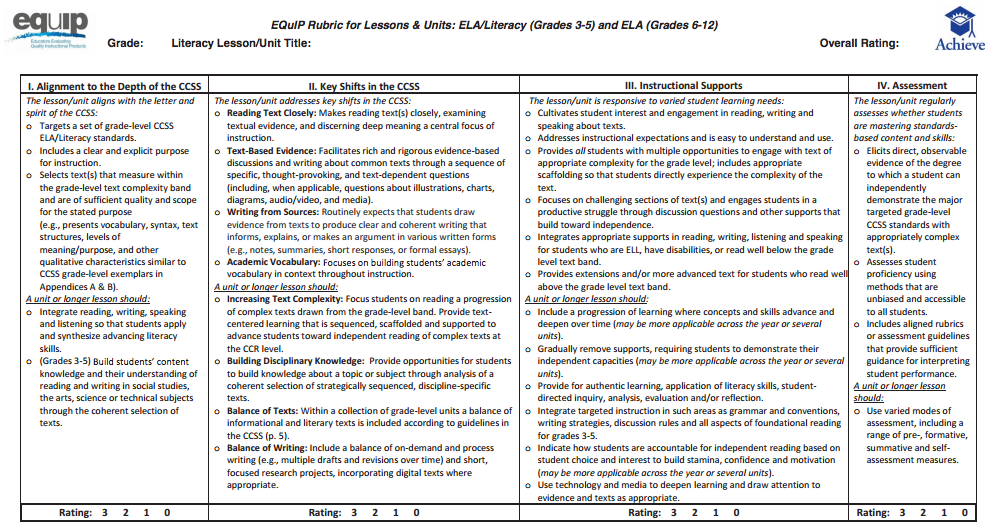 equip
Educators Evaluating
Quality Instructional Products
EQuIP Rubric for Lessons & Units: ELA/Literacy (Grades 3-5) and ELA (Grades 6-12)
Grade: Literacy Lesson/Unit Title: Overall Rating:
Achieve
I. Alignment to the Depth of the CCSS
The lesson/unit aligns with the letter and
spirit of the CCSS:
o Targets a set of grade-level CCSS
ELA/Literacy standards.
o Includes a clear and explicit purpose
for instruction.
o Selects text(s) that measure within
the grade-level text complexity band
and are of sufficient quality and scope
for the stated purpose
(e.g., presents vocabulary, syntax, text
structures, levels of
meaning/purpose, and other
qualitative characteristics similar to
CCSS grade-level exemplars in
Appendices A & B).
A unit or longer lesson should:
o Integrate reading, writing, speaking
and listening so that students apply
and synthesize advancing literacy
skills.
o (Grades 3-5) Build students' content
knowledge and their understanding of
reading and writing in social studies,
the arts, science or technical subjects
through the coherent selection of
texts.
Rating: 3 2 1 0
II. Key Shifts in the CCSS
The lesson/unit addresses key shifts in the CCSS:
o Reading Text Closely: Makes reading text(s) closely, examining
textual evidence, and discerning deep meaning a central focus of
instruction.
o Text-Based Evidence: Facilitates rich and rigorous evidence-based
discussions and writing about common texts through a sequence of
specific, thought-provoking, and text-dependent questions
(including, when applicable, questions about illustrations, charts,
diagrams, audio/video, and media).
o Writing from Sources: Routinely expects that students draw
evidence from texts to produce clear and coherent writing that
informs, explains, or makes an argument in various written forms
(e.g., notes, summaries, short responses, or formal essays).
o Academic Vocabulary: Focuses on building students' academic
vocabulary in context throughout instruction.
A unit or longer lesson should:
o Increasing Text Complexity: Focus students on reading a progression
of complex texts drawn from the grade-level band. Provide text-
centered learning that is sequenced, scaffolded and supported to
advance students toward independent reading of complex texts at
the CCR level.
o Building Disciplinary Knowledge: Provide opportunities for students
to build knowledge about a topic or subject through analysis of a
coherent selection of strategically sequenced, discipline-specific
texts.
o Balance of Texts: Within a collection of grade-level units a balance of
informational and literary texts is included according to guidelines in
the CCSS (p. 5).
o Balance of Writing: Include a balance of on-demand and process
writing (e.g., multiple drafts and revisions over time) and short,
focused research projects, incorporating digital texts where
appropriate.
Rating: 3 2 1 0
III. Instructional Supports
The lesson/unit is responsive to varied student learning needs:
o Cultivates student interest and engagement in reading, writing and
speaking about texts.
o Addresses instructional expectations and is easy to understand and use.
o Provides all students with multiple opportunities to engage with text of
appropriate complexity for the grade level; includes appropriate
scaffolding so that students directly experience the complexity of the
text.
o Focuses on challenging sections of text(s) and engages students in a
productive struggle through discussion questions and other supports that
build toward independence.
o Integrates appropriate supports in reading, writing, listening and speaking
for students who are ELL, have disabilities, or read well below the grade
level text band.
o Provides extensions and/or more advanced text for students who read well
above the grade level text band.
A unit or longer lesson should:
o Include a progression of learning where concepts and skills advance and
deepen over time (may be more applicable across the year or several
units).
o Gradually remove supports, requiring students to demonstrate their
independent capacities (may be more applicable across the year or several
units).
o Provide for authentic learning, application of literacy skills, student-
directed inquiry, analysis, evaluation and/or reflection.
o Integrate targeted instruction in such areas as grammar and conventions,
writing strategies, discussion rules and all aspects of foundational reading
for grades 3-5.
o Indicate how students are accountable for independent reading based on
student choice and interest to build stamina, confidence and motivation
(may be more applicable across the year or several units).
o Use technology and media to deepen learning and draw attention to
evidence and texts as appropriate.
Rating: 3 2 1 0
IV. Assessment
The lesson/unit regularly
assesses whether students
are mastering standards-
based content and skills:
o Elicits direct, observable
evidence of the degree
to which a student can
independently
demonstrate the major
targeted grade-level
CCSS standards with
appropriately complex
text(s).
o Assesses student
proficiency using
methods that are
unbiased and accessible
to all students.
o Includes aligned rubrics
or assessment guidelines
that provide sufficient
guidance for interpreting
student performance.
A unit or longer lesson
should:
o Use varied modes of
assessment, including a
range of pre-, formative,
summative and self-
assessment measures.
Rating: 3 2 1 0